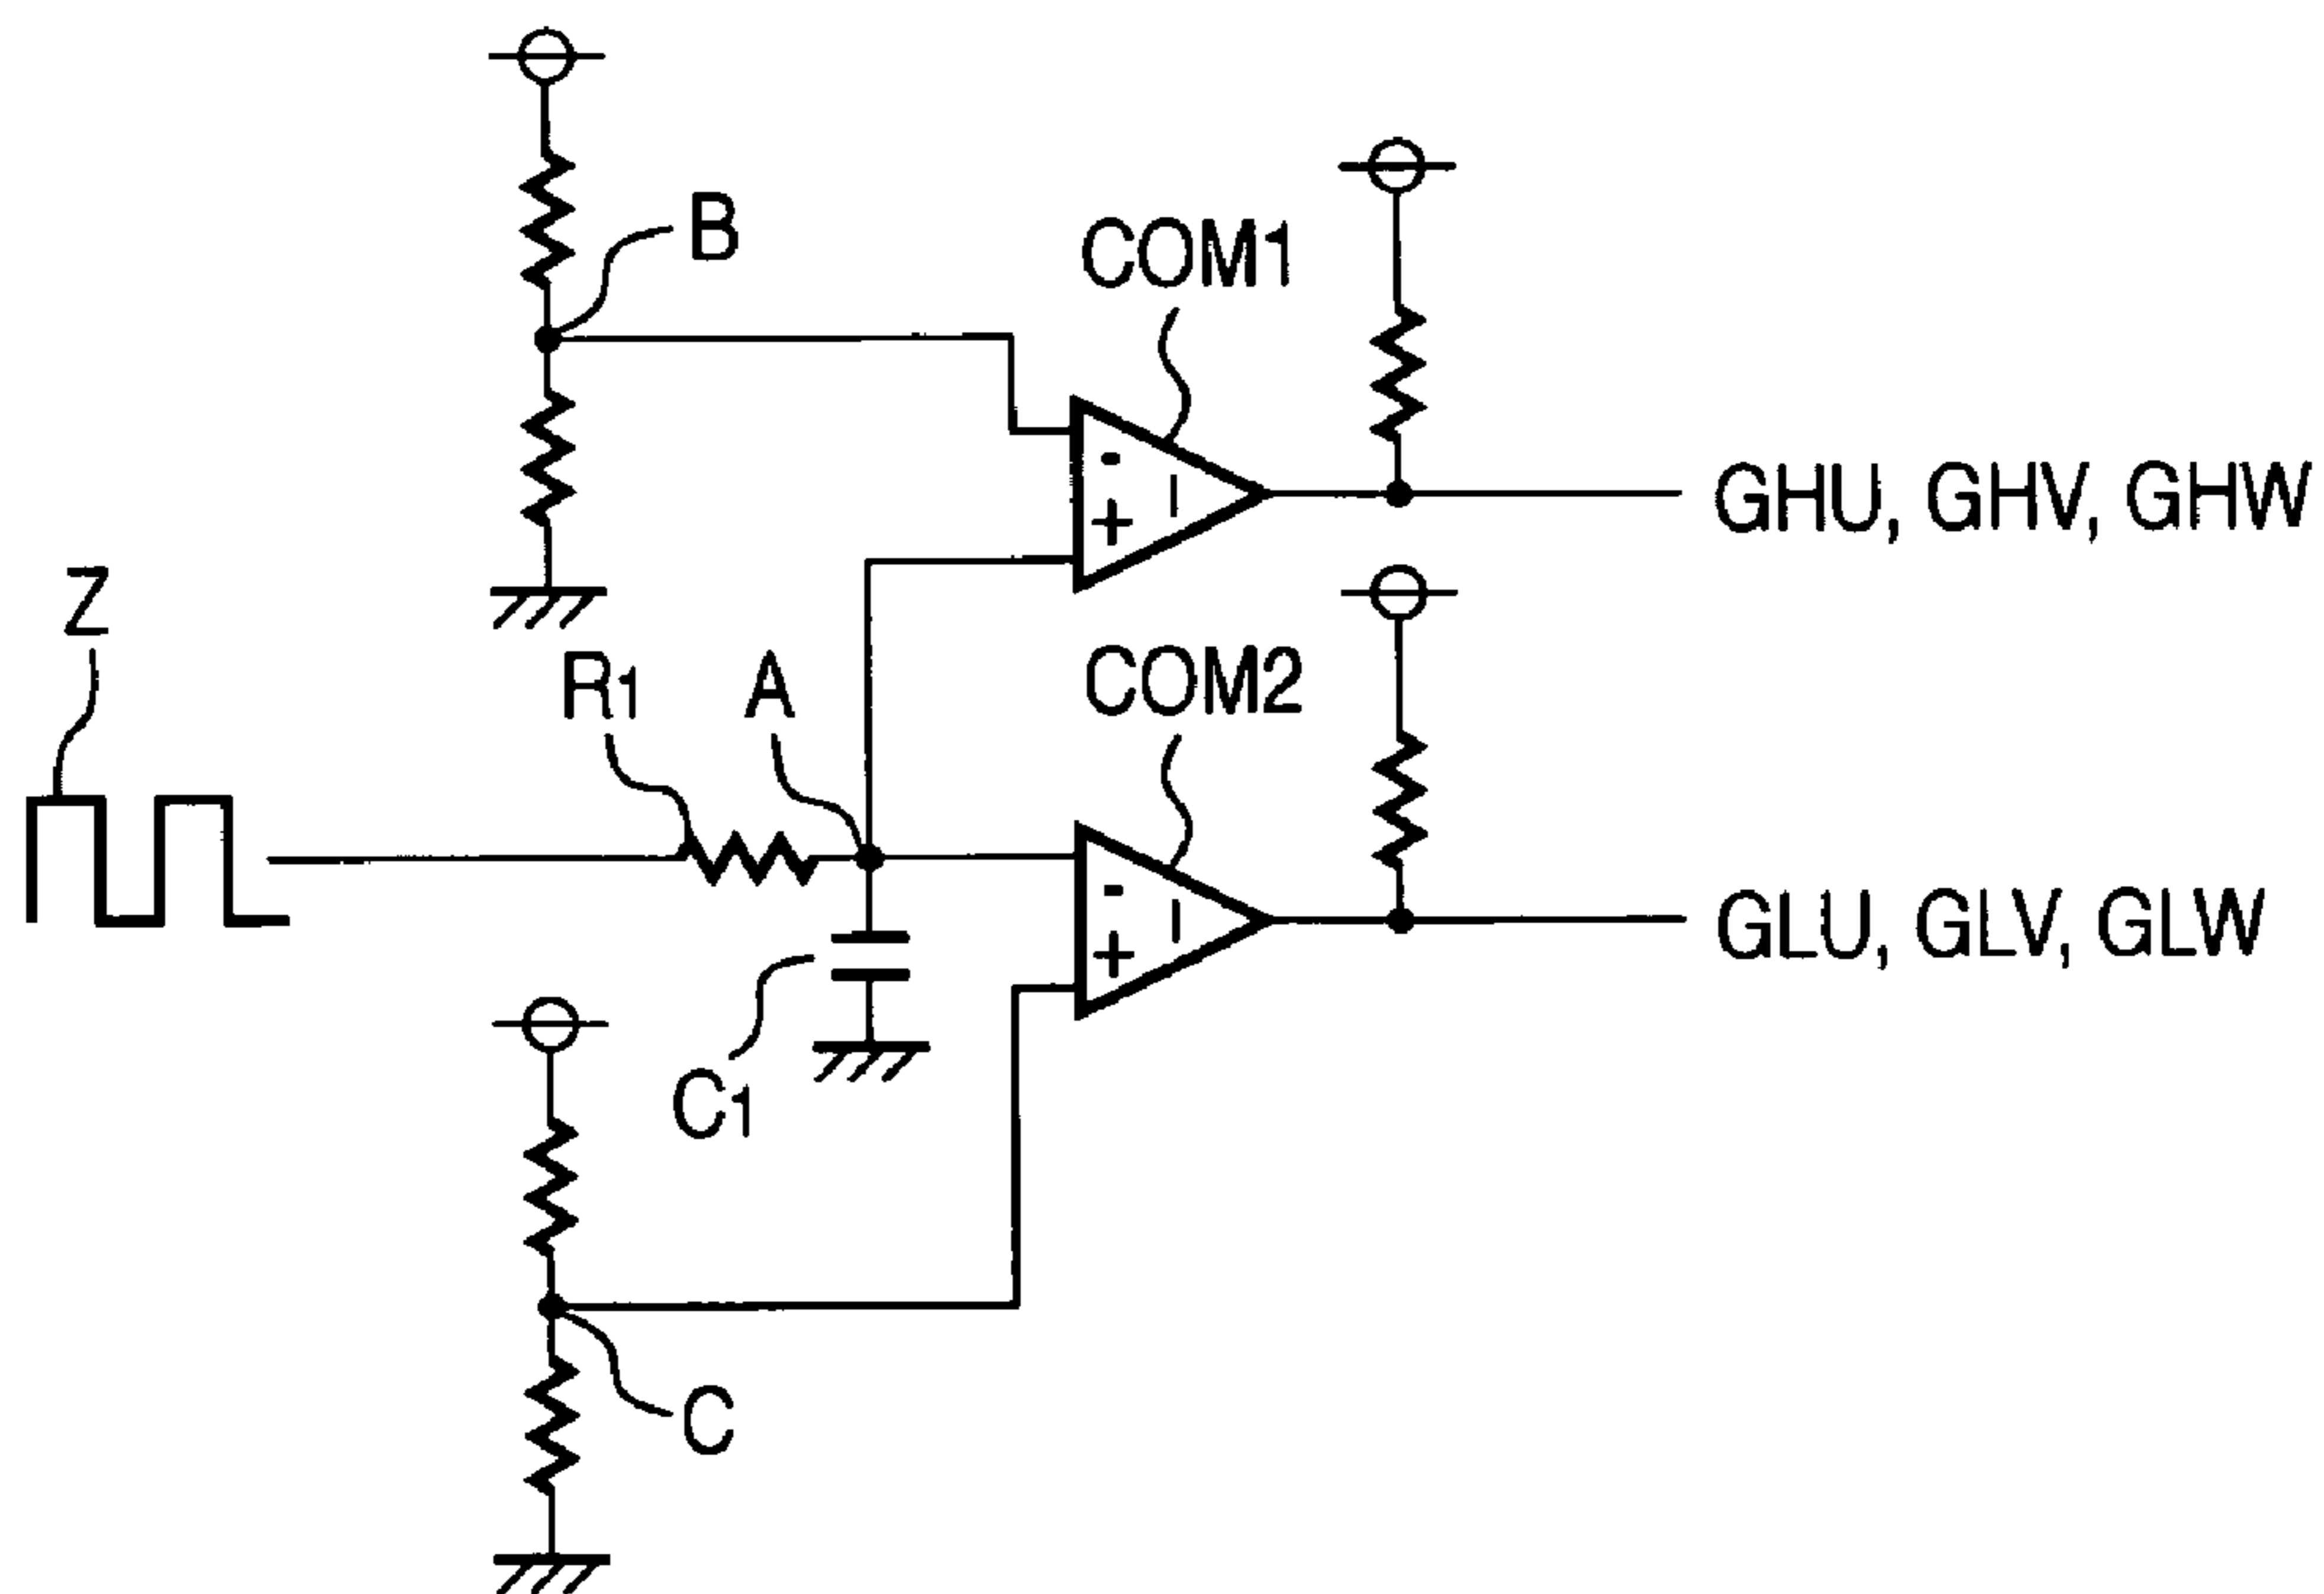 B
COM1
GHU, GHV, GHW
-
+
Z
R1
A
COM2
-
+
GLU, GLV, GLW
C1
C